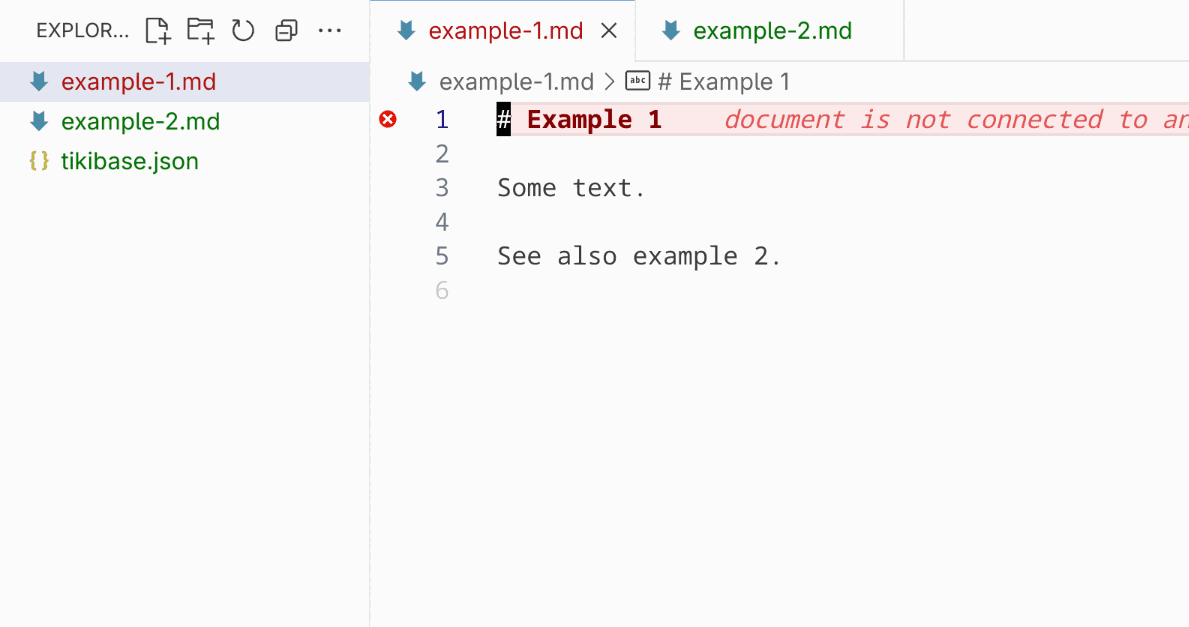 EXPLOR...
example-1.md
example-2.md
tikibase.json
example-1.md
example-2.md
example-1.md > abc # Example 1
1 # Example 1 document is not connected to an
2
3 Some text.
4
5 See also example 2.
6